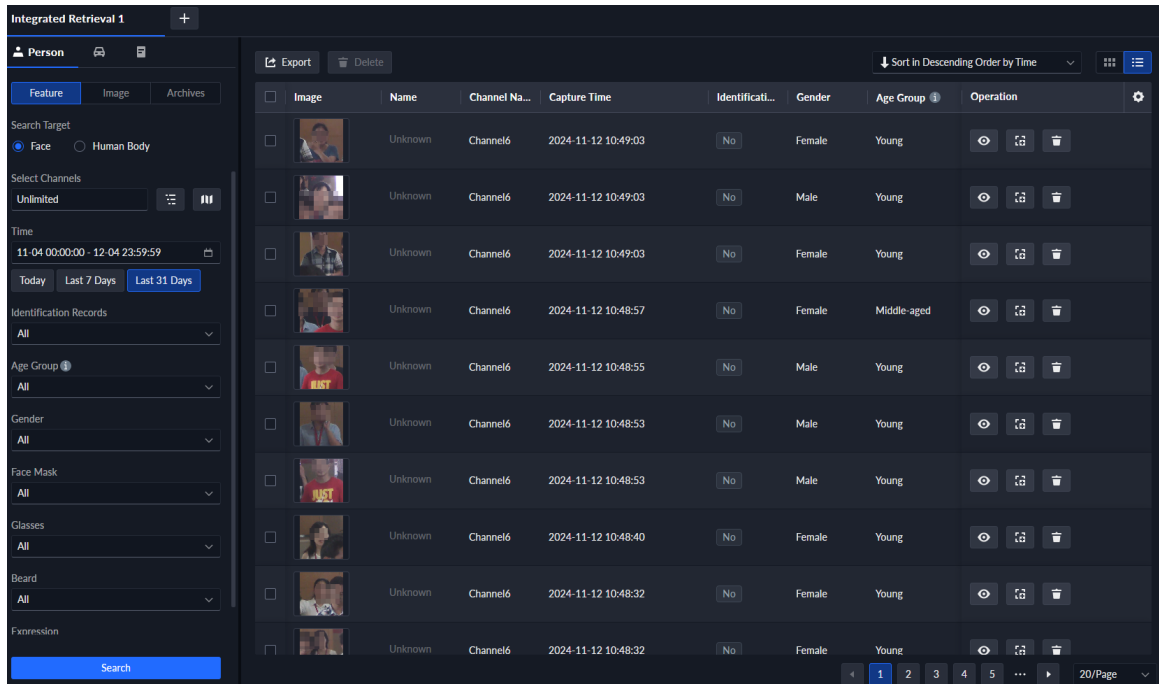 Integrated Retrieval 1 +
Person
Feature Image Archives
Search Target
Face Human Body
Select Channels
Unlimited
Time
11-04 00:00:00 - 12-04 23:59:59
Today Last 7 Days Last 31 Days
Identification Records
All
Age Group
All
Gender
All
Face Mask
All
Glasses
All
Beard
All
Expression
Search
Export Delete Sort in Descending Order by Time
Image Name Channel Na... Capture Time Identificati... Gender Age Group Operation
Unknown Channel6 2024-11-12 10:49:03 No Female Young
Unknown Channel6 2024-11-12 10:49:03 No Male Young
Unknown Channel6 2024-11-12 10:49:03 No Female Young
Unknown Channel6 2024-11-12 10:48:57 No Female Middle-aged
Unknown Channel6 2024-11-12 10:48:55 No Male Young
JUST
Unknown Channel6 2024-11-12 10:48:53 No Male Young
Unknown Channel6 2024-11-12 10:48:53 No Male Young
JUST
Unknown Channel6 2024-11-12 10:48:40 No Female Young
Unknown Channel6 2024-11-12 10:48:32 No Female Young
Unknown Channel6 2024-11-12 10:48:32 No Female Young
1 2 3 4 5 ... 20/Page